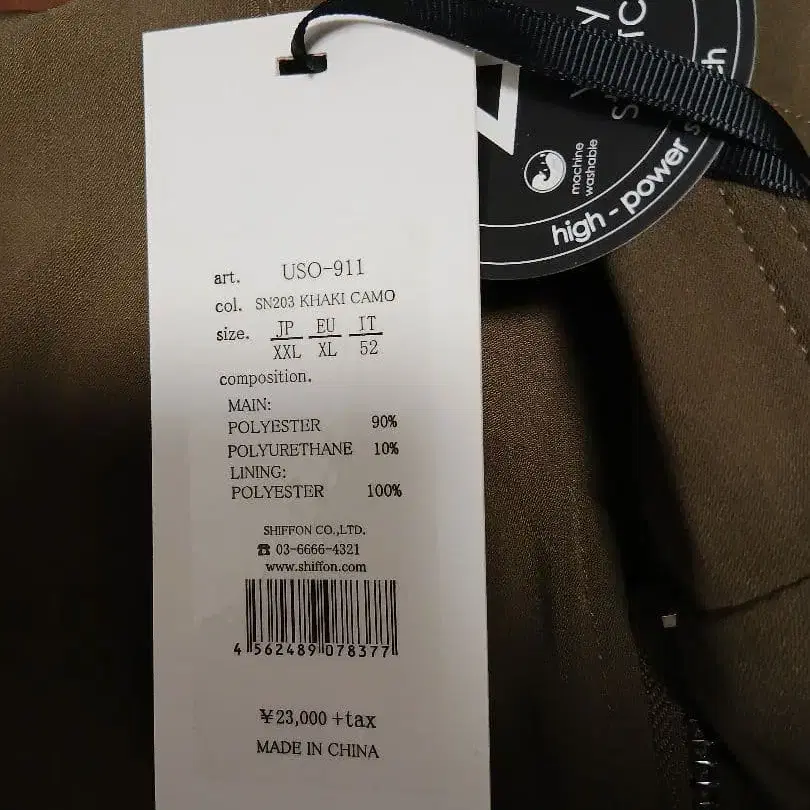 art. USO-911
col. SN203 KHAKI CAMO
size. JP EU IT
XXL XL 52
composition.
MAIN:
POLYESTER 90%
POLYURETHANE 10%
LINING:
POLYESTER 100%
SHIFFON CO.,LTD.
☎ 03-6666-4321
www.shiffon.com
4 562489 078377
¥23,000 +tax
MADE IN CHINA
machine
washable
high - power